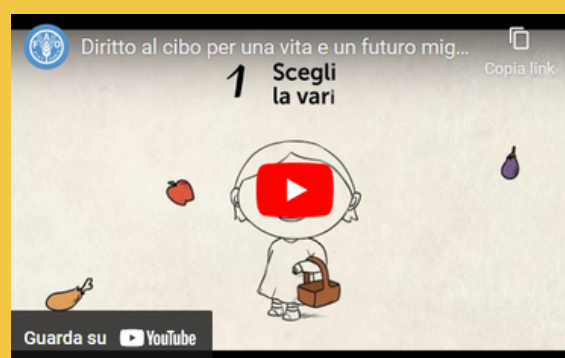 Diritto al cibo per una vita e un futuro mig...
Copia link
1 Scegli
la vari
Guarda su YouTube